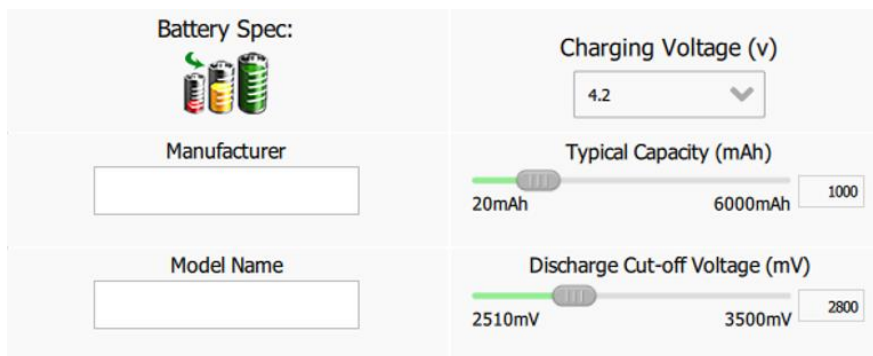 Battery Spec:
Charging Voltage (v)
4.2
Manufacturer
Typical Capacity (mAh)
20mAh 6000mAh 1000
Model Name
Discharge Cut-off Voltage (mV)
2510mV 3500mV 2800